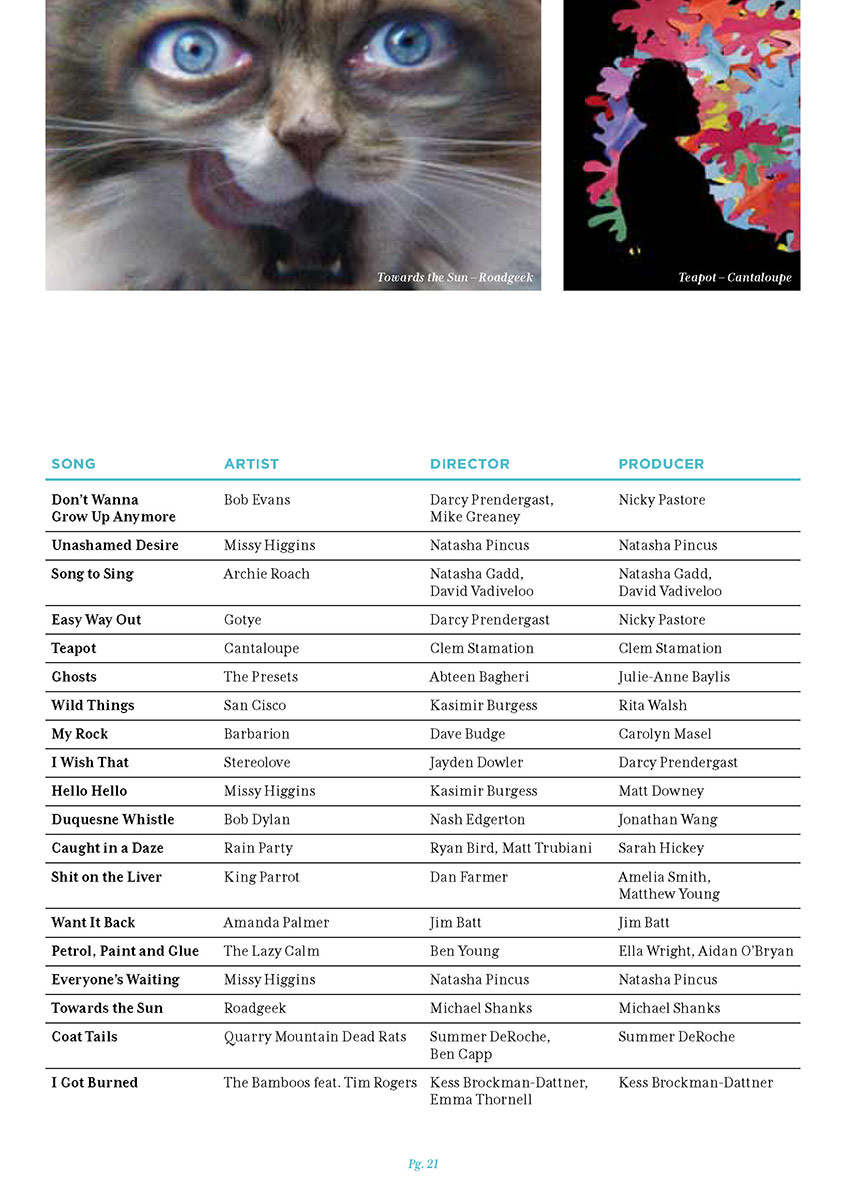 Towards the Sun – Roadgeek
Teapot – Cantaloupe
SONG ARTIST DIRECTOR PRODUCER
Don’t Wanna Bob Evans Darcy Prendergast, Nicky Pastore
Grow Up Anymore Mike Greaney
Unashamed Desire Missy Higgins Natasha Pincus Natasha Pincus
Song to Sing Archie Roach Natasha Gadd, Natasha Gadd,
David Vadiveloo David Vadiveloo
Easy Way Out Gotye Darcy Prendergast Nicky Pastore
Teapot Cantaloupe Clem Stamation Clem Stamation
Ghosts The Presets Abteen Bagheri Julie-Anne Baylis
Wild Things San Cisco Kasimir Burgess Rita Walsh
My Rock Barbarion Dave Budge Carolyn Masel
I Wish That Stereolove Jayden Dowler Darcy Prendergast
Hello Hello Missy Higgins Kasimir Burgess Matt Downey
Duquesne Whistle Bob Dylan Nash Edgerton Jonathan Wang
Caught in a Daze Rain Party Ryan Bird, Matt Trubiani Sarah Hickey
Shit on the Liver King Parrot Dan Farmer Amelia Smith,
Matthew Young
Want It Back Amanda Palmer Jim Batt Jim Batt
Petrol, Paint and Glue The Lazy Calm Ben Young Ella Wright, Aidan O’Bryan
Everyone’s Waiting Missy Higgins Natasha Pincus Natasha Pincus
Towards the Sun Roadgeek Michael Shanks Michael Shanks
Coat Tails Quarry Mountain Dead Rats Summer DeRoche, Summer DeRoche
Ben Capp
I Got Burned The Bamboos feat. Tim Rogers Kess Brockman-Dattner, Kess Brockman-Dattner
Emma Thornell
Pg. 21